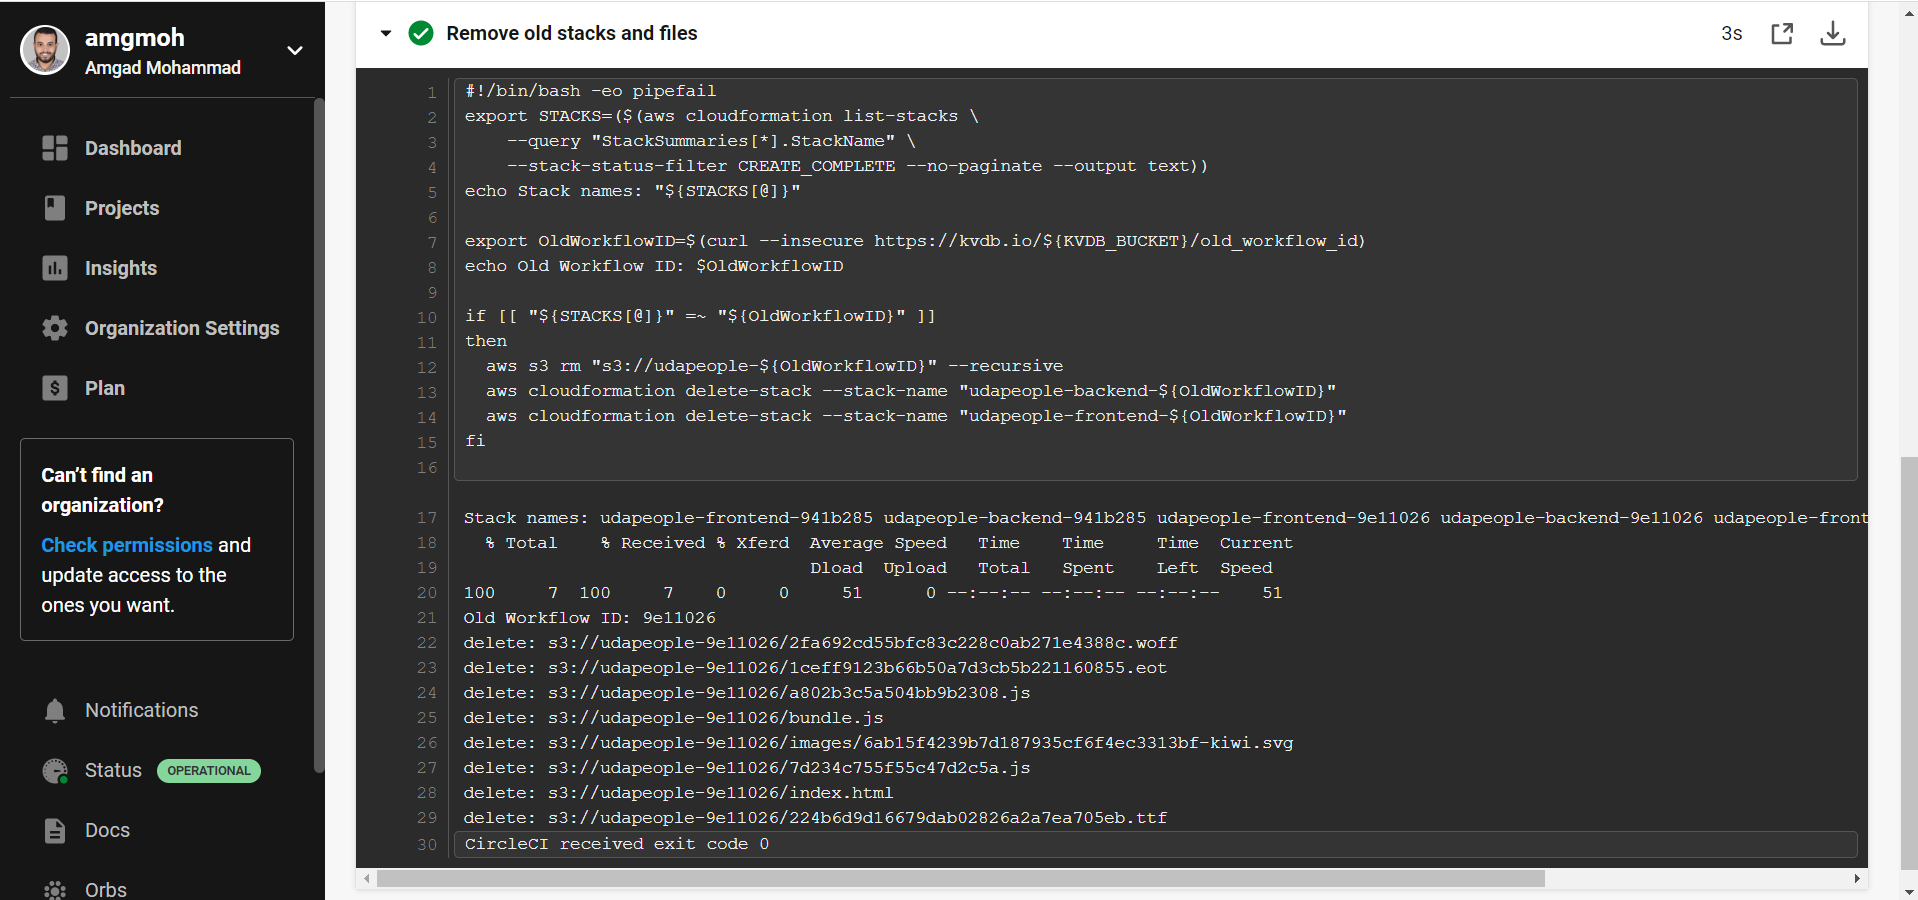 amgmoh
Amgad Mohammad
Dashboard
Projects
Insights
Organization Settings
Plan
Can't find an
organization?
Check permissions and
update access to the
ones you want.
Notifications
Status OPERATIONAL
Docs
Orbs
Remove old stacks and files
3s
1 #!/bin/bash -eo pipefail
2 export STACKS=($(aws cloudformation list-stacks \
3     --query "StackSummaries[*].StackName" \
4     --stack-status-filter CREATE_COMPLETE --no-paginate --output text))
5 echo Stack names: "${STACKS[@]}"
6
7 export OldWorkflowID=$(curl --insecure https://kvdb.io/${KVDB_BUCKET}/old_workflow_id)
8 echo Old Workflow ID: $OldWorkflowID
9
10 if [[ "${STACKS[@]}" =~ "${OldWorkflowID}" ]]
11 then
12   aws s3 rm "s3://udapeople-${OldWorkflowID}" --recursive
13   aws cloudformation delete-stack --stack-name "udapeople-backend-${OldWorkflowID}"
14   aws cloudformation delete-stack --stack-name "udapeople-frontend-${OldWorkflowID}"
15 fi
16
17 Stack names: udapeople-frontend-941b285 udapeople-backend-941b285 udapeople-frontend-9e11026 udapeople-backend-9e11026 udapeople-front
18   % Total    % Received % Xferd  Average Speed   Time    Time     Time  Current
19                                  Dload  Upload   Total   Spent    Left  Speed
20 100     7  100     7    0     0     51      0 --:--:-- --:--:-- --:--:--    51
21 Old Workflow ID: 9e11026
22 delete: s3://udapeople-9e11026/2fa692cd55bfc83c228c0ab271e4388c.woff
23 delete: s3://udapeople-9e11026/1ceff9123b66b50a7d3cb5b221160855.eot
24 delete: s3://udapeople-9e11026/a802b3c5a504bb9b2308.js
25 delete: s3://udapeople-9e11026/bundle.js
26 delete: s3://udapeople-9e11026/images/6ab15f4239b7d187935cf6f4ec3313bf-kiwi.svg
27 delete: s3://udapeople-9e11026/7d234c755f55c47d2c5a.js
28 delete: s3://udapeople-9e11026/index.html
29 delete: s3://udapeople-9e11026/224b6d9d16679dab02826a2a7ea705eb.ttf
30 CircleCI received exit code 0